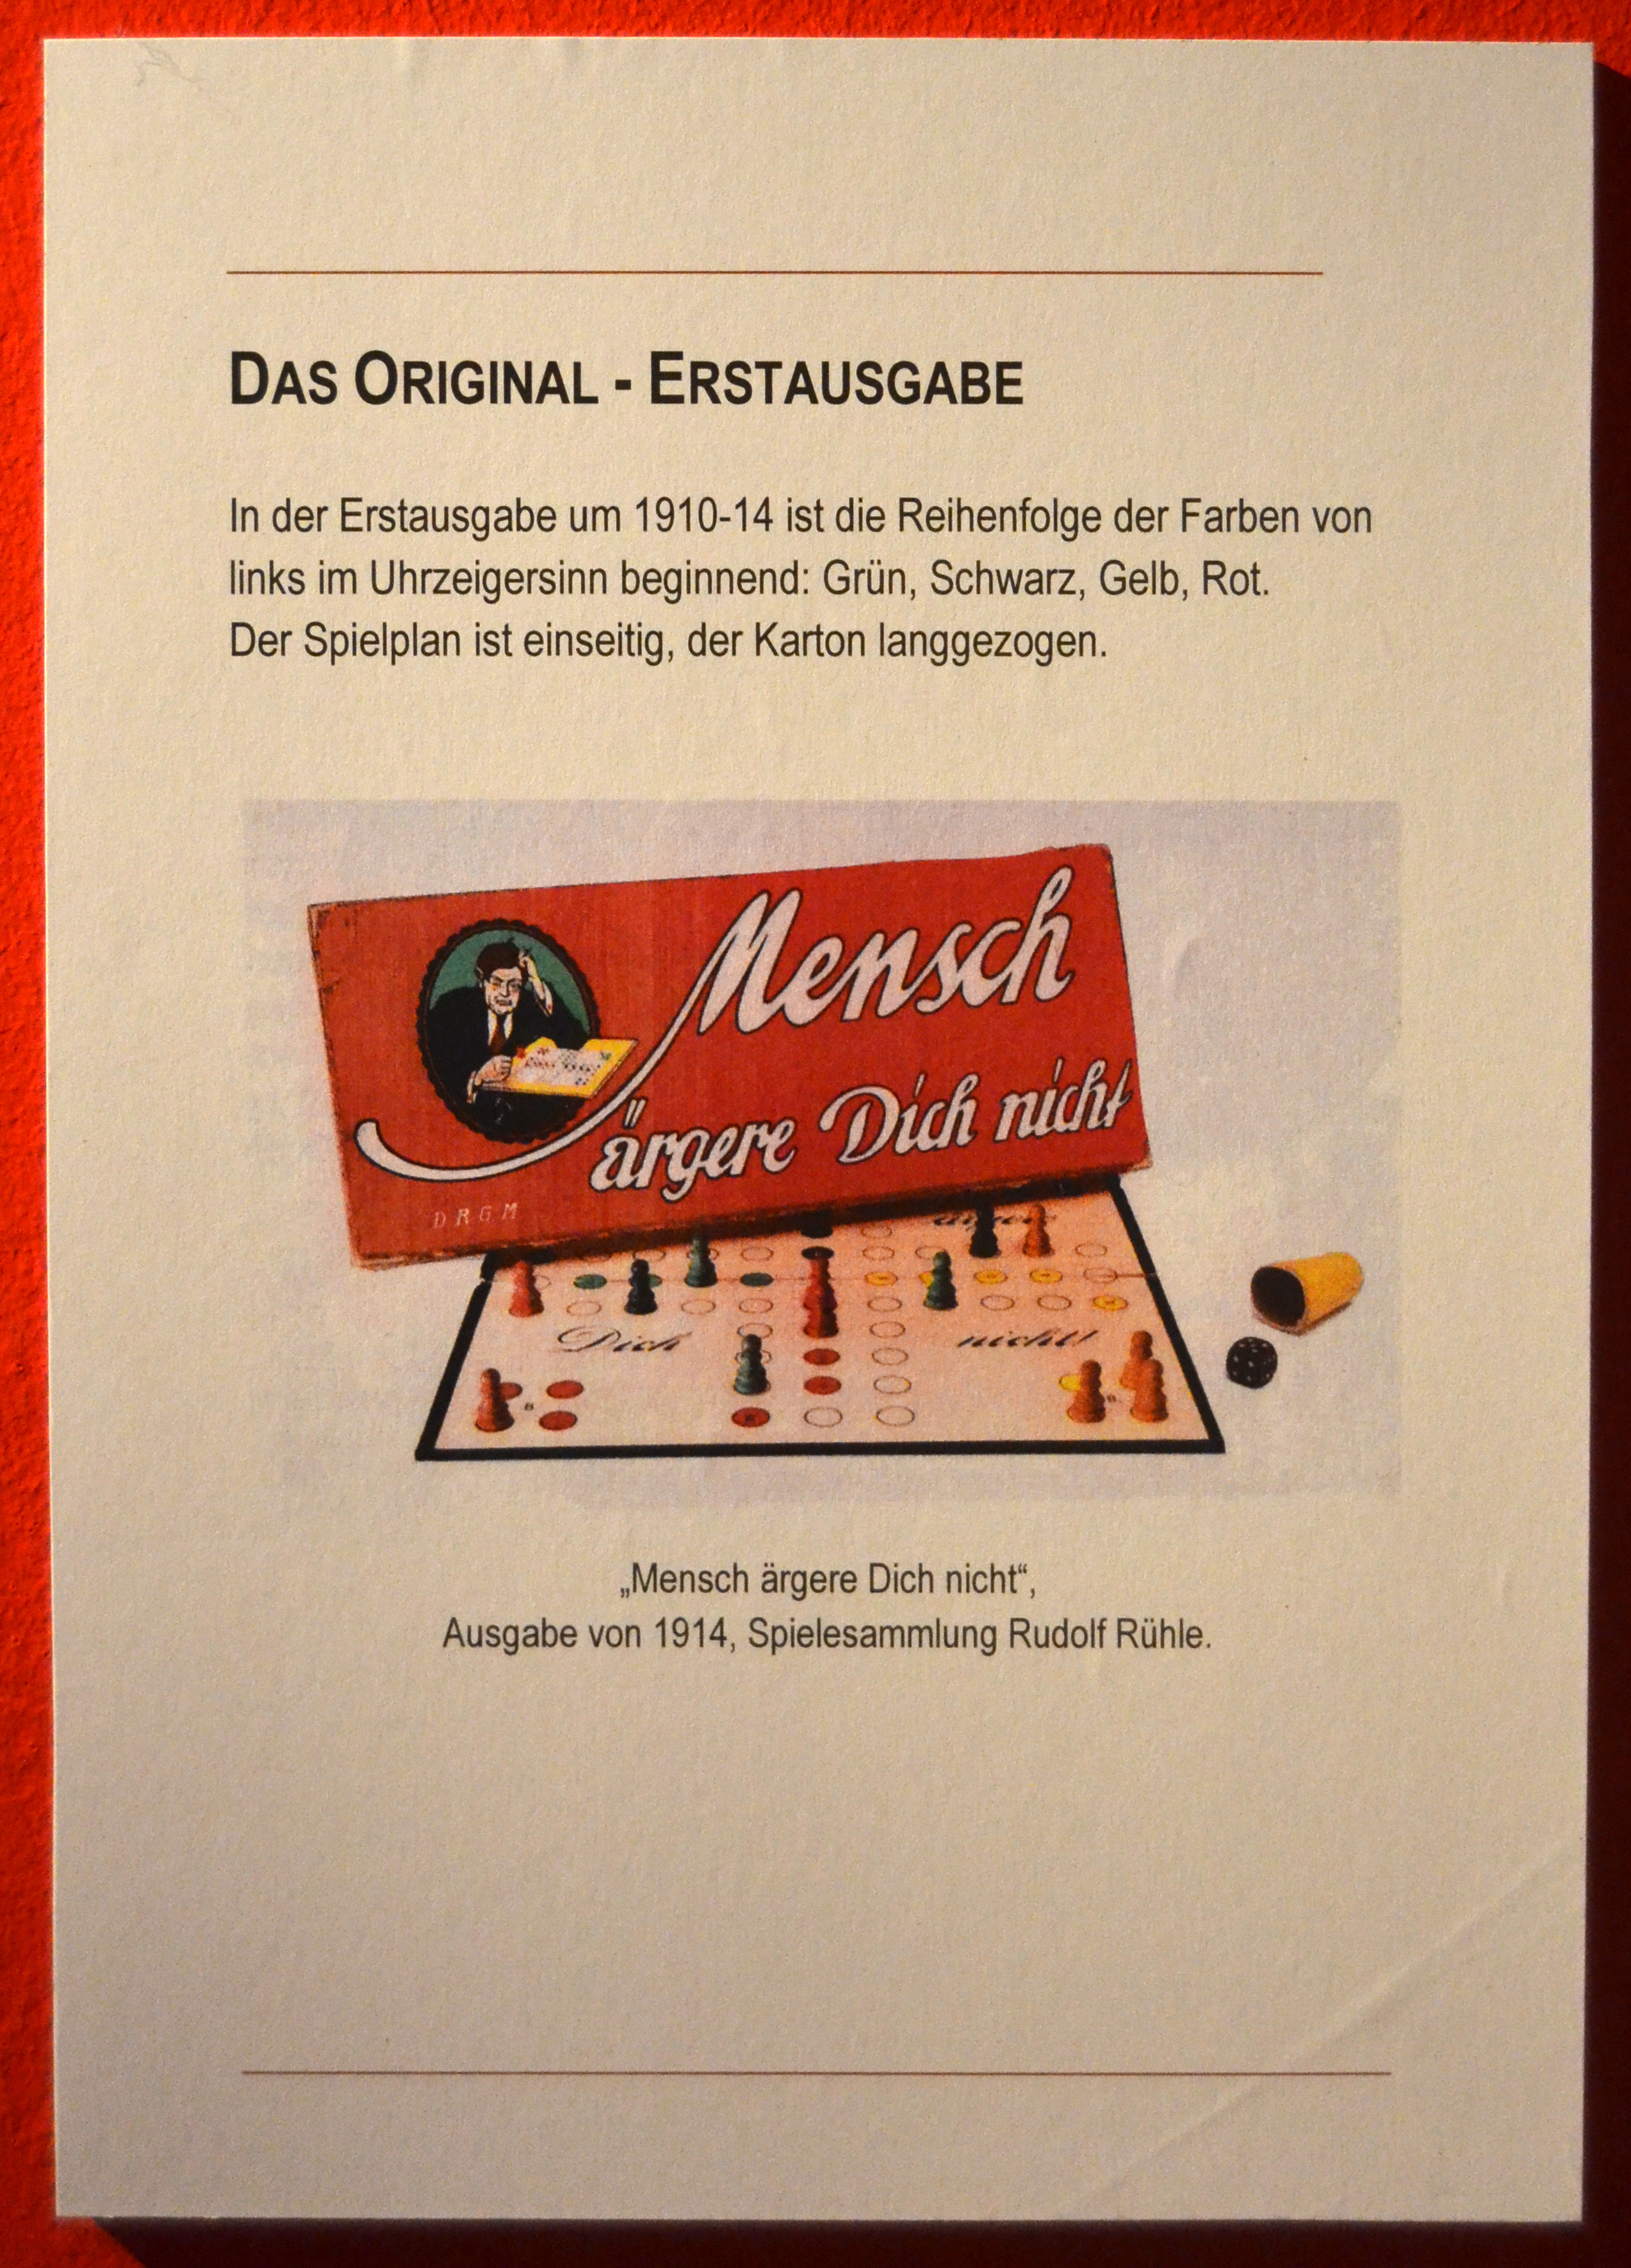 DAS ORIGINAL - ERSTAUSGABE
In der Erstausgabe um 1910-14 ist die Reihenfolge der Farben von
links im Uhrzeigersinn beginnend: Grün, Schwarz, Gelb, Rot.
Der Spielplan ist einseitig, der Karton langgezogen.
Mensch
ärgere Dich nicht
DRGM
Dich nicht!
„Mensch ärgere Dich nicht“,
Ausgabe von 1914, Spielesammlung Rudolf Rühle.